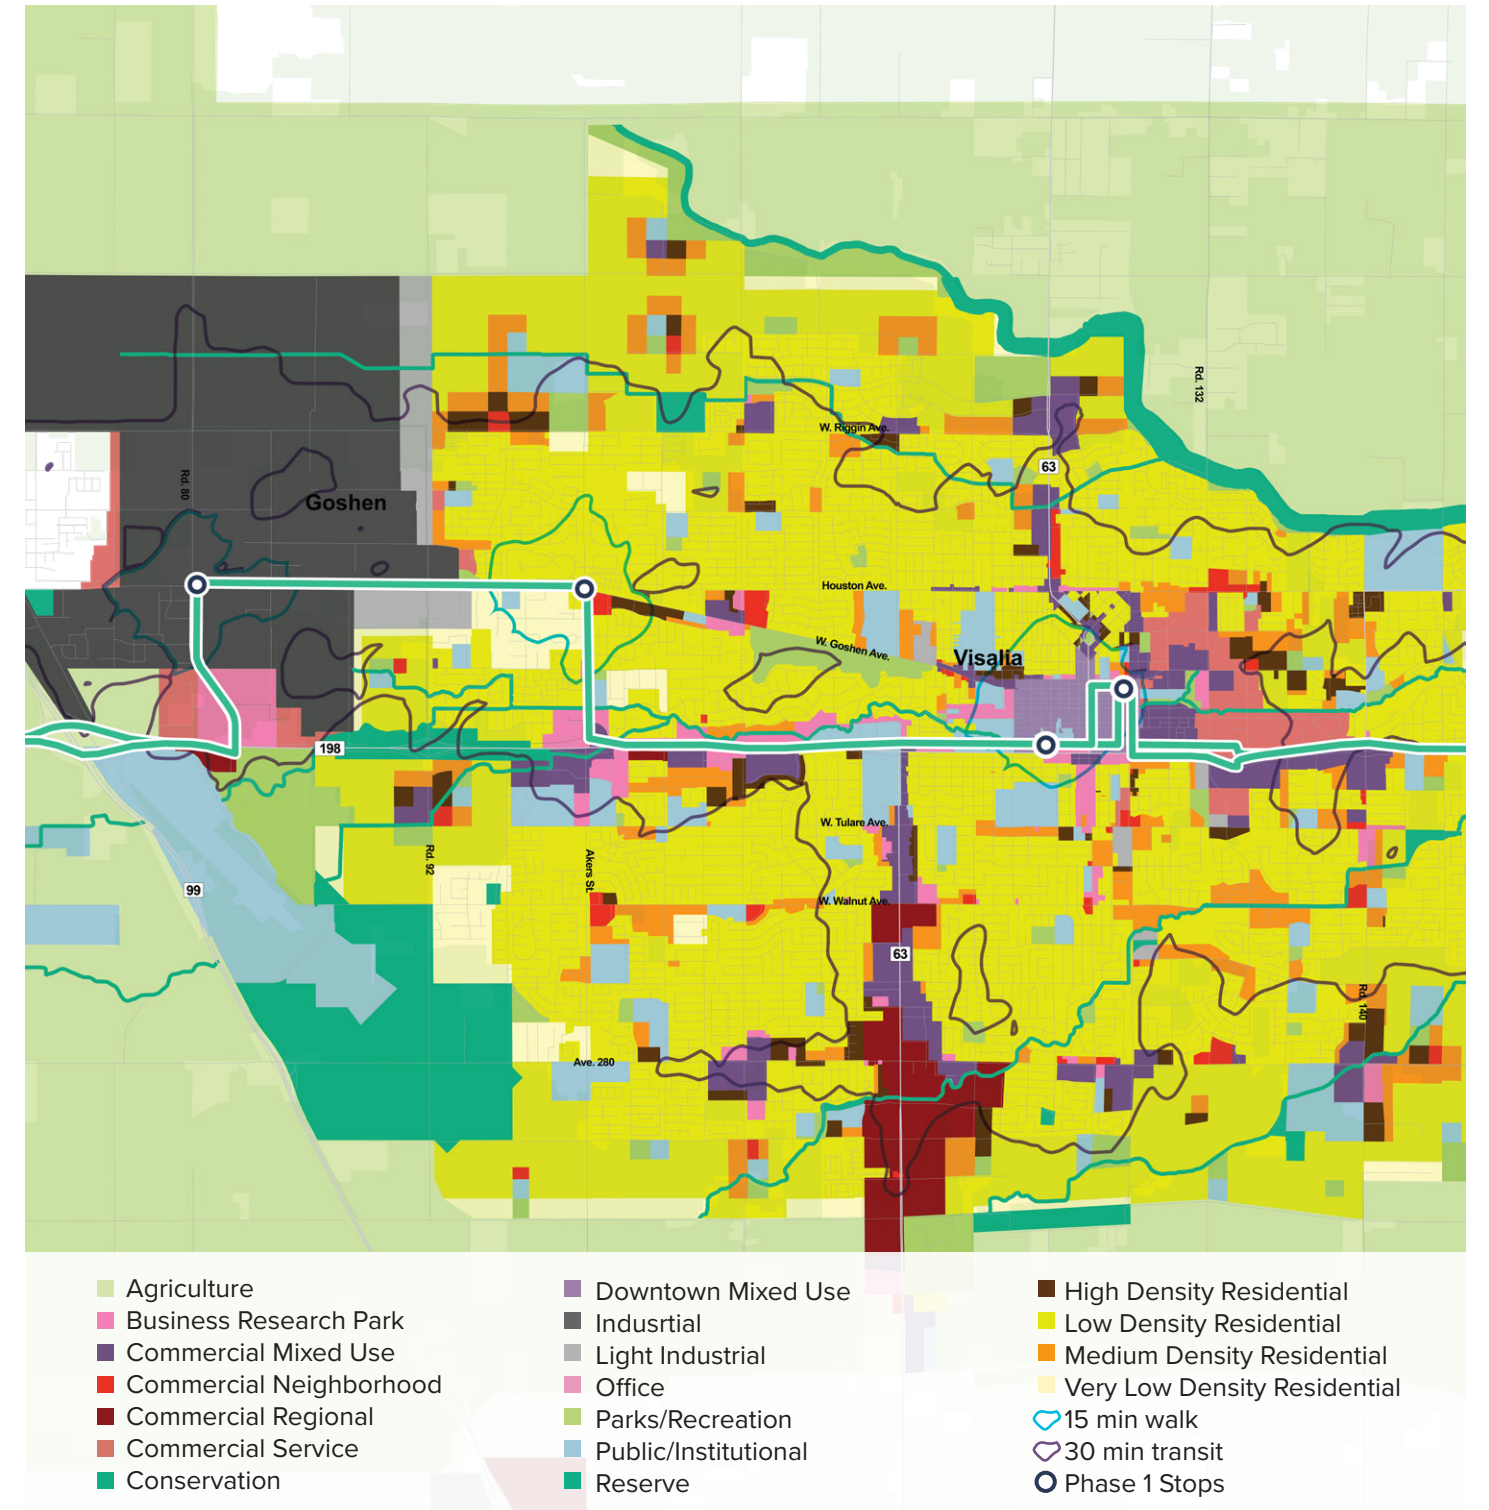 Rd. 132
W. Riggin Ave.
63
Rd. 80
Goshen
Houston Ave.
W. Goshen Ave.
Visalia
198
W. Tulare Ave.
Rd. 92
Akers St.
99
W. Walnut Ave.
63
Rd. 140
Ave. 280
Agriculture
Business Research Park
Commercial Mixed Use
Commercial Neighborhood
Commercial Regional
Commercial Service
Conservation
Downtown Mixed Use
Indusrtial
Light Industrial
Office
Parks/Recreation
Public/Institutional
Reserve
High Density Residential
Low Density Residential
Medium Density Residential
Very Low Density Residential
15 min walk
30 min transit
Phase 1 Stops